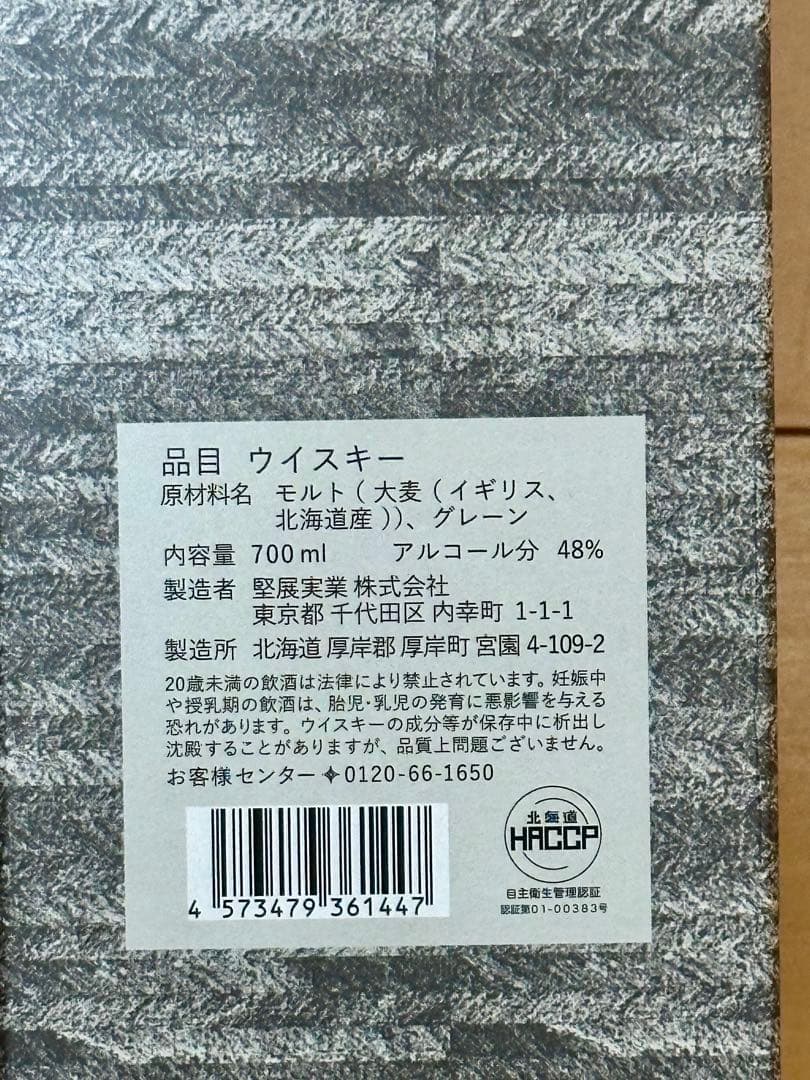 品目 ウイスキー
原材料名 モルト(大麦(イギリス、
北海道産))、グレーン
内容量 700ml アルコール分 48%
製造者 堅展実業 株式会社
東京都 千代田区 内幸町 1-1-1
製造所 北海道 厚岸郡 厚岸町 宮園 4-109-2
20歳未満の飲酒は法律により禁止されています。妊娠中
や授乳期の飲酒は、胎児・乳児の発育に悪影響を与える
恐れがあります。ウイスキーの成分等が保存中に析出し
沈殿することがありますが、品質上問題ございません。
お客様センター✧0120-66-1650
4 573479 361447
北海道
HACCP
自主衛生管理認証
認証第01-00383号